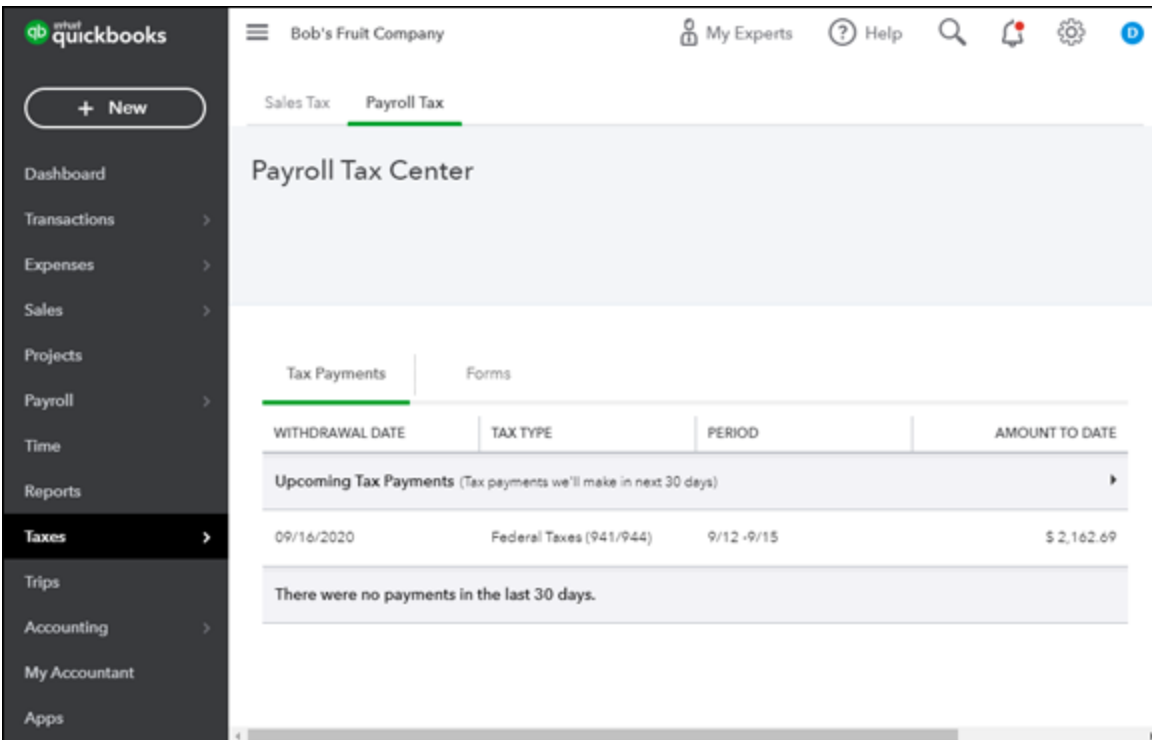 qb intuit quickbooks
Bob's Fruit Company
My Experts
? Help
D
+ New
Dashboard
Transactions
Expenses
Sales
Projects
Payroll
Time
Reports
Taxes
Trips
Accounting
My Accountant
Apps
Sales Tax Payroll Tax
Payroll Tax Center
Tax Payments Forms
WITHDRAWAL DATE TAX TYPE PERIOD AMOUNT TO DATE
Upcoming Tax Payments (Tax payments we'll make in next 30 days)
09/16/2020 Federal Taxes (941/944) 9/12 -9/15 $ 2,162.69
There were no payments in the last 30 days.